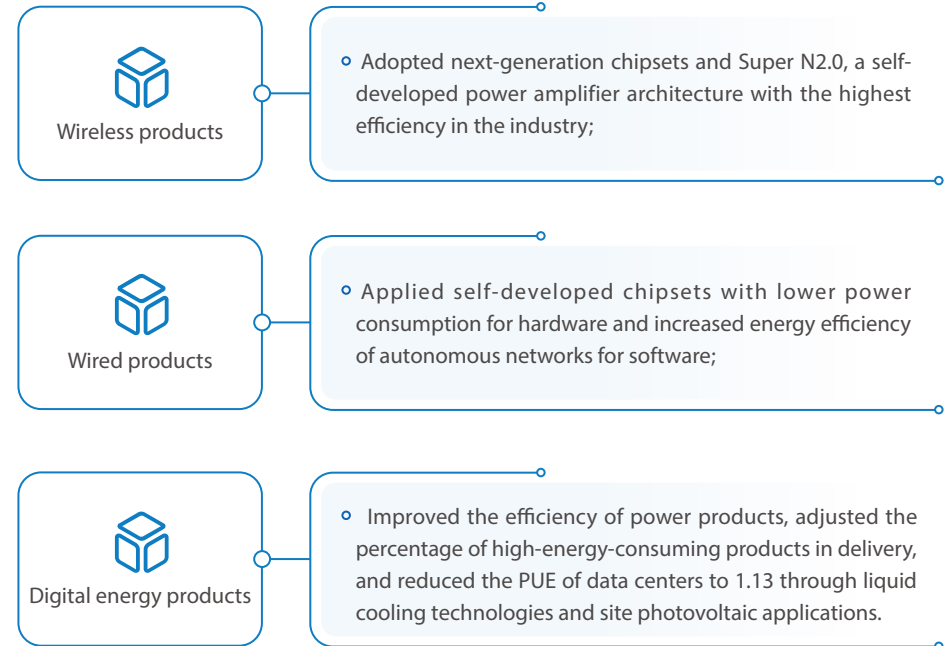 Wireless products
Adopted next-generation chipsets and Super N2.0, a self-
developed power amplifier architecture with the highest
efficiency in the industry;
Wired products
Applied self-developed chipsets with lower power
consumption for hardware and increased energy efficiency
of autonomous networks for software;
Digital energy products
Improved the efficiency of power products, adjusted the
percentage of high-energy-consuming products in delivery,
and reduced the PUE of data centers to 1.13 through liquid
cooling technologies and site photovoltaic applications.